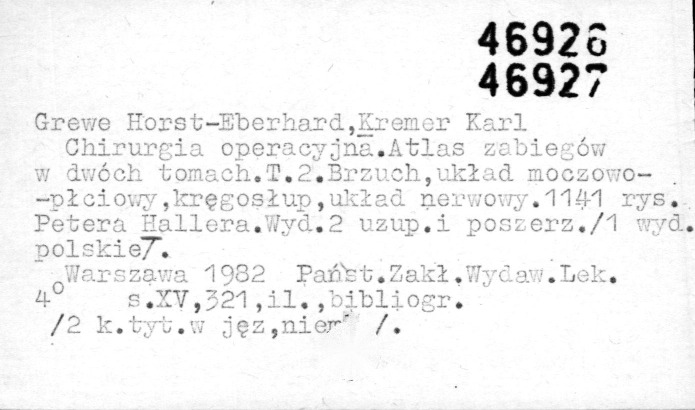 46926
46927
Grewe Horst-Eberhard,Kremer Karl
Chirurgia operacyjna.Atlas zabiegów
w dwóch tomach.T.2.Brzuch,układ moczowo-
-płciowy,kręgosłup,układ nerwowy.1141 rys.
Petera Hallera.Wyd.2 uzup.i poszerz./1 wyd.
polskie/.
Warszawa 1982 Państ.Zakł.Wydaw.Lek.
4° s.XV,321,il.,bibliogr.
/2 k.tyt.w jęz,niem /.